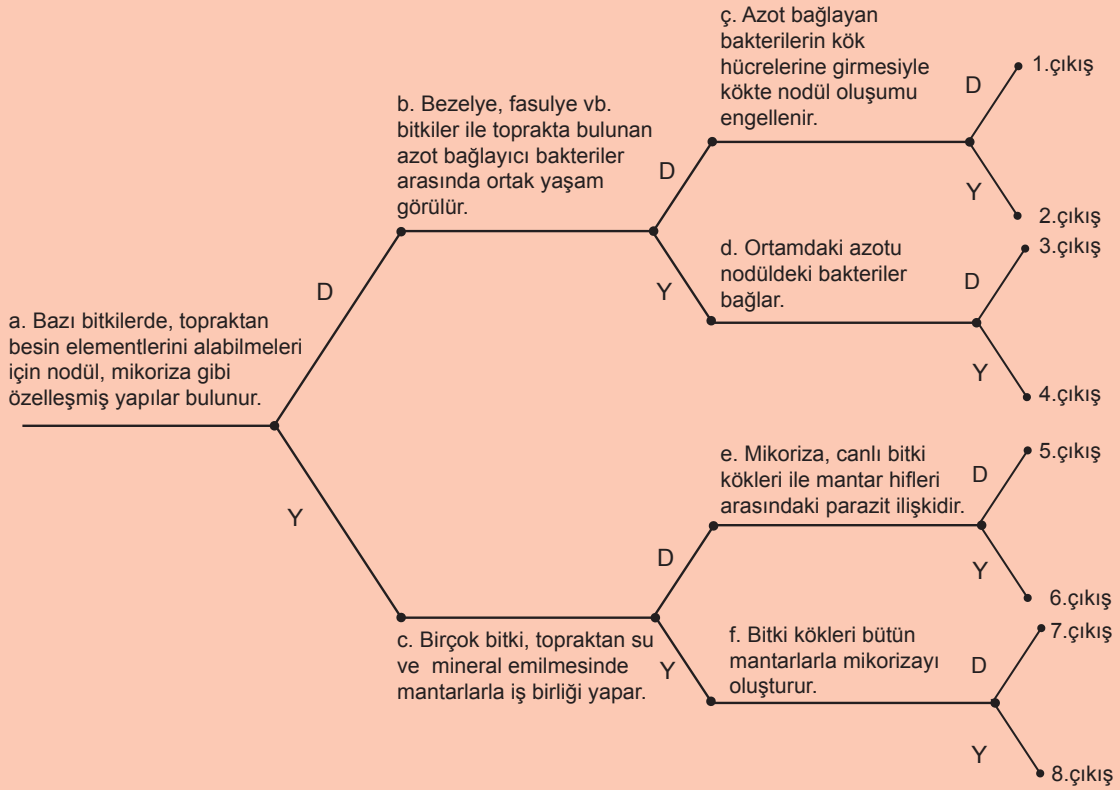 a. Bazı bitkilerde, topraktan
besin elementlerini alabilmeleri
için nodül, mikoriza gibi
özelleşmiş yapılar bulunur.
D
Y
b. Bezelye, fasulye vb.
bitkiler ile toprakta bulunan
azot bağlayıcı bakteriler
arasında ortak yaşam
görülür.
D
Y
c. Birçok bitki, topraktan su
ve mineral emilmesinde
mantarlarla iş birliği yapar.
D
Y
ç. Azot bağlayan
bakterilerin kök
hücrelerine girmesiyle
kökte nodül oluşumu
engellenir.
D
1.çıkış
Y
2.çıkış
d. Ortamdaki azotu
nodüldeki bakteriler
bağlar.
D
3.çıkış
Y
4.çıkış
e. Mikoriza, canlı bitki
kökleri ile mantar hifleri
arasındaki parazit ilişkidir.
D
5.çıkış
Y
6.çıkış
f. Bitki kökleri bütün
mantarlarla mikorizayı
oluşturur.
D
7.çıkış
Y
8.çıkış